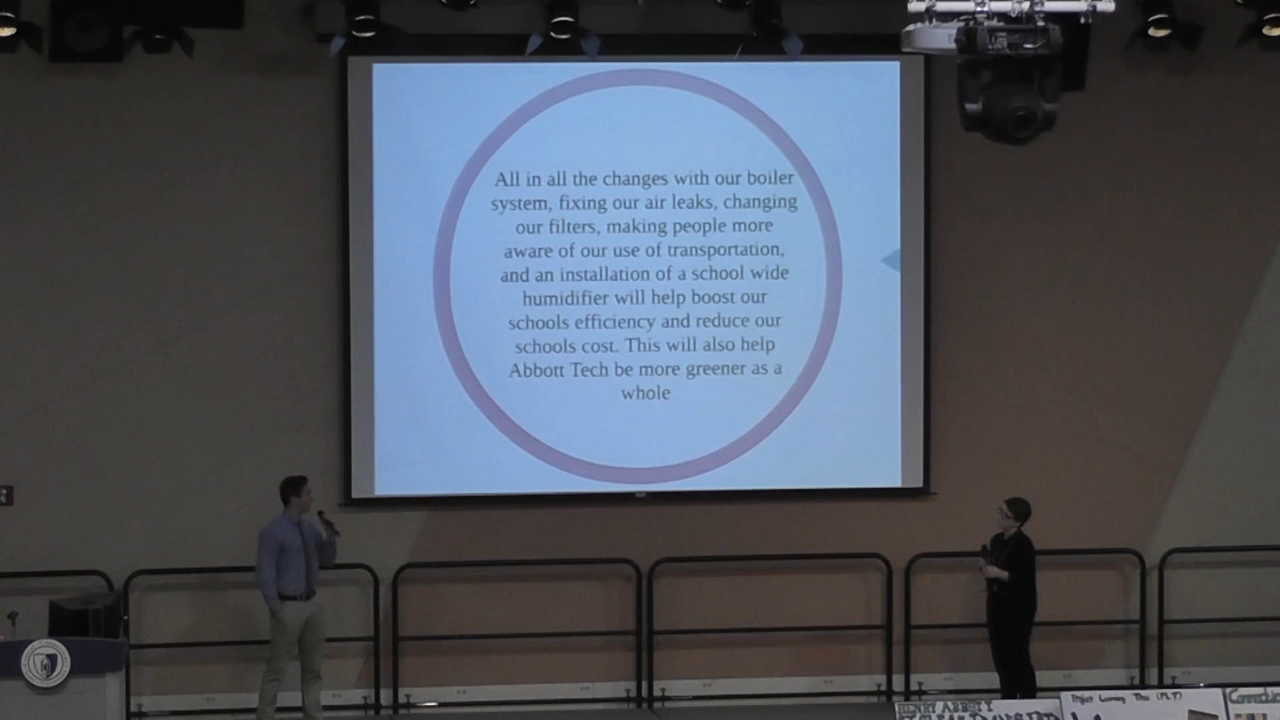 All in all the changes with our boiler
system, fixing our air leaks, changing
our filters, making people more
aware of our use of transportation,
and an installation of a school wide
humidifier will help boost our
schools efficiency and reduce our
schools cost. This will also help
Abbott Tech be more greener as a
whole
HENRY ABBOTT